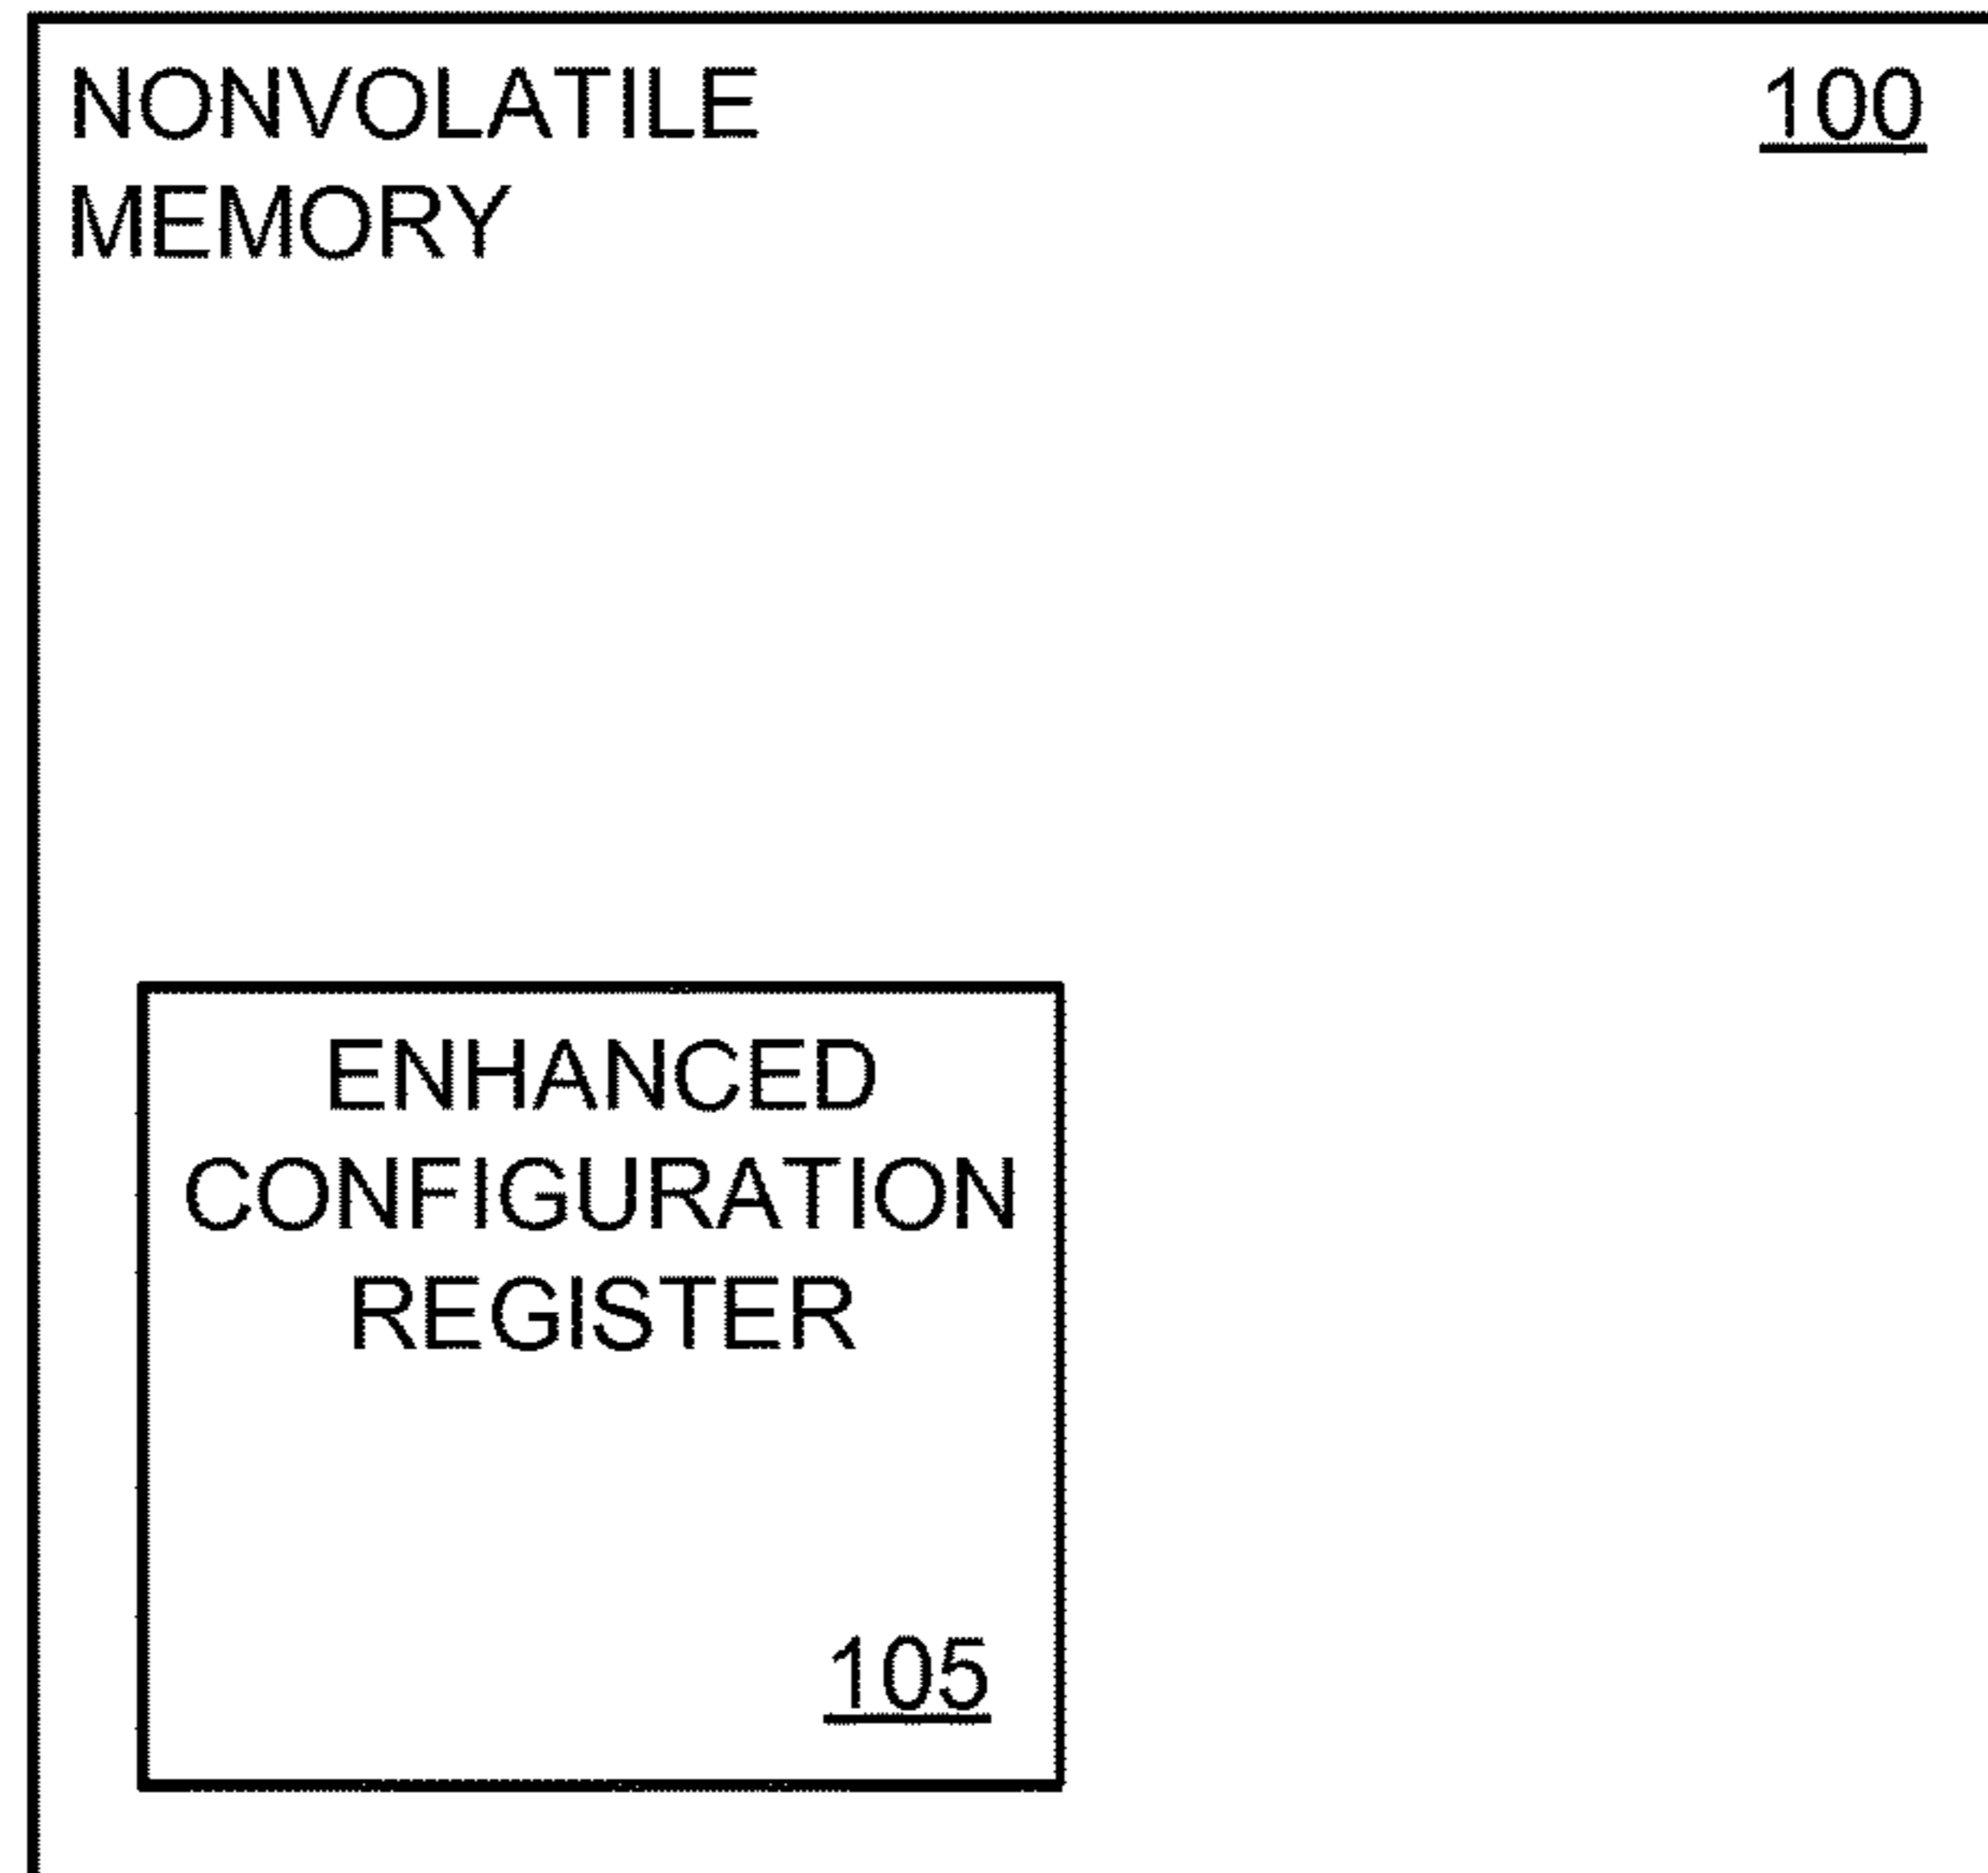 NONVOLATILE 100
MEMORY
ENHANCED
CONFIGURATION
REGISTER
105